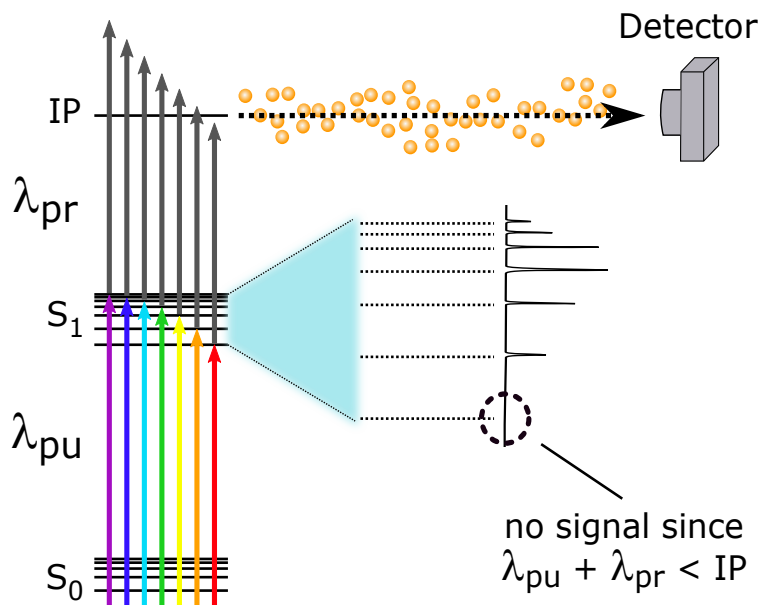 Detector
IP
λpr
S1
λpu
no signal since
λpu + λpr < IP
S0